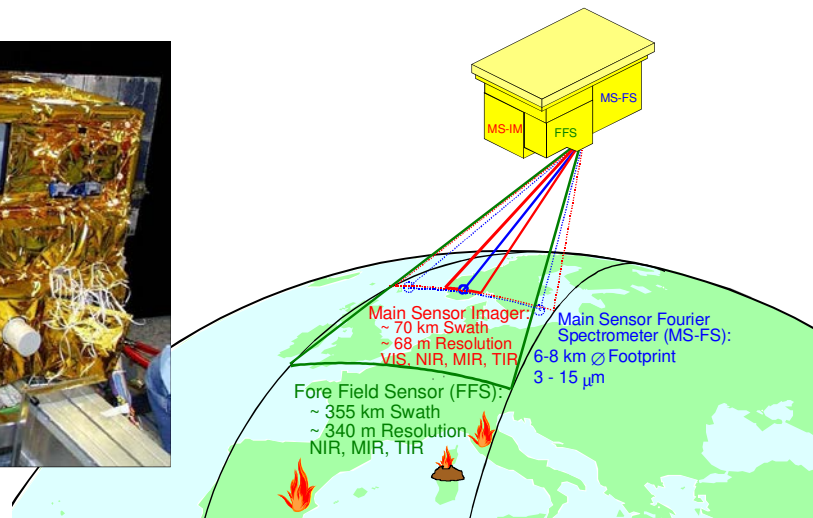 MS-FS
MS-IM
FFS
Main Sensor Imager:
~ 70 km Swath
~ 68 m Resolution
VIS, NIR, MIR, TIR
Main Sensor Fourier
Spectrometer (MS-FS):
6-8 km ∅ Footprint
3 - 15 μm
Fore Field Sensor (FFS):
~ 355 km Swath
~ 340 m Resolution
NIR, MIR, TIR